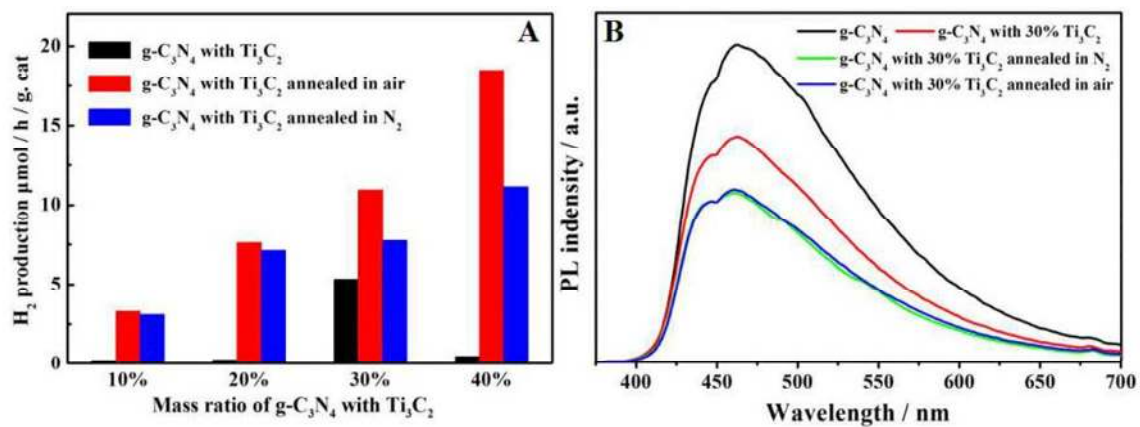 A
g-C₃N₄ with Ti₃C₂
g-C₃N₄ with Ti₃C₂ annealed in air
g-C₃N₄ with Ti₃C₂ annealed in N₂
H₂ production μmol / h / g. cat
20
15
10
5
0
10% 20% 30% 40%
Mass ratio of g-C₃N₄ with Ti₃C₂
B
g-C₃N₄ g-C₃N₄ with 30% Ti₃C₂
g-C₃N₄ with 30% Ti₃C₂ annealed in N₂
g-C₃N₄ with 30% Ti₃C₂ annealed in air
PL indensity / a.u.
400 450 500 550 600 650 700
Wavelength / nm